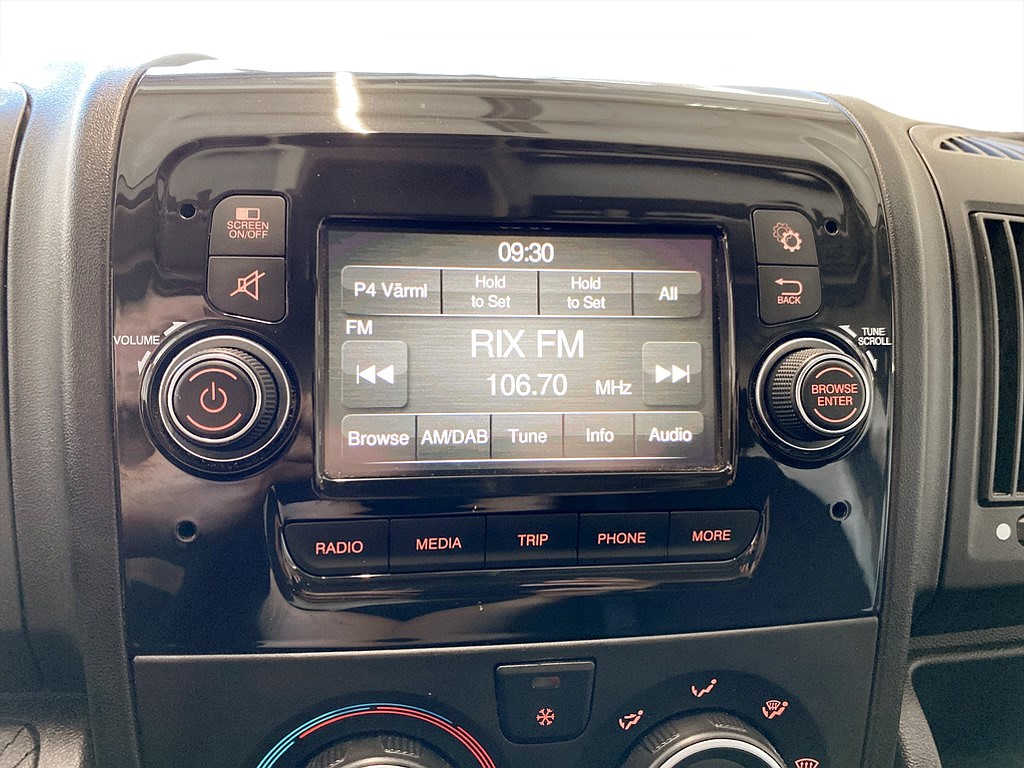 SCREEN
ON/OFF
VOLUME
09:30
P4 Värml
Hold
to Set
Hold
to Set
All
FM
RIX FM
106.70 MHz
Browse
AM/DAB
Tune
Info
Audio
BACK
TUNE
SCROLL
BROWSE
ENTER
RADIO
MEDIA
TRIP
PHONE
MORE